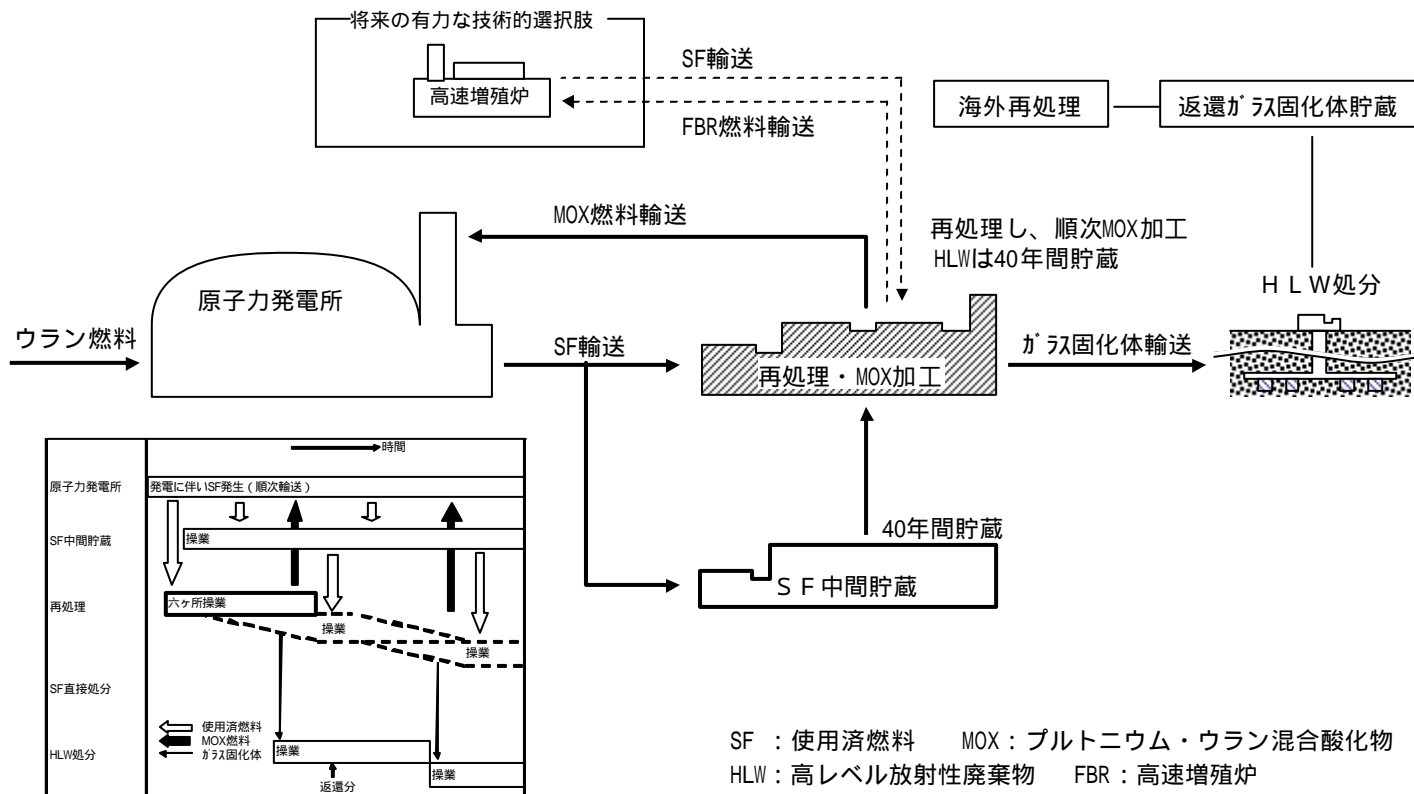 将来の有力な技術的選択肢
高速増殖炉
SF輸送
FBR燃料輸送
海外再処理
返還ガラス固化体貯蔵
MOX燃料輸送
再処理し、順次MOX加工
HLWは40年間貯蔵
HLW処分
原子力発電所
ウラン燃料
SF輸送
再処理・MOX加工
ガラス固化体輸送
40年間貯蔵
SF中間貯蔵
時間
原子力発電所
発電に伴いSF発生(順次輸送)
SF中間貯蔵
操業
再処理
六ヶ所操業
操業
操業
SF直接処分
使用済燃料
MOX燃料
ガラス固化体
HLW処分
操業
操業
返還分
SF:使用済燃料 MOX:プルトニウム・ウラン混合酸化物
HLW:高レベル放射性廃棄物 FBR:高速増殖炉